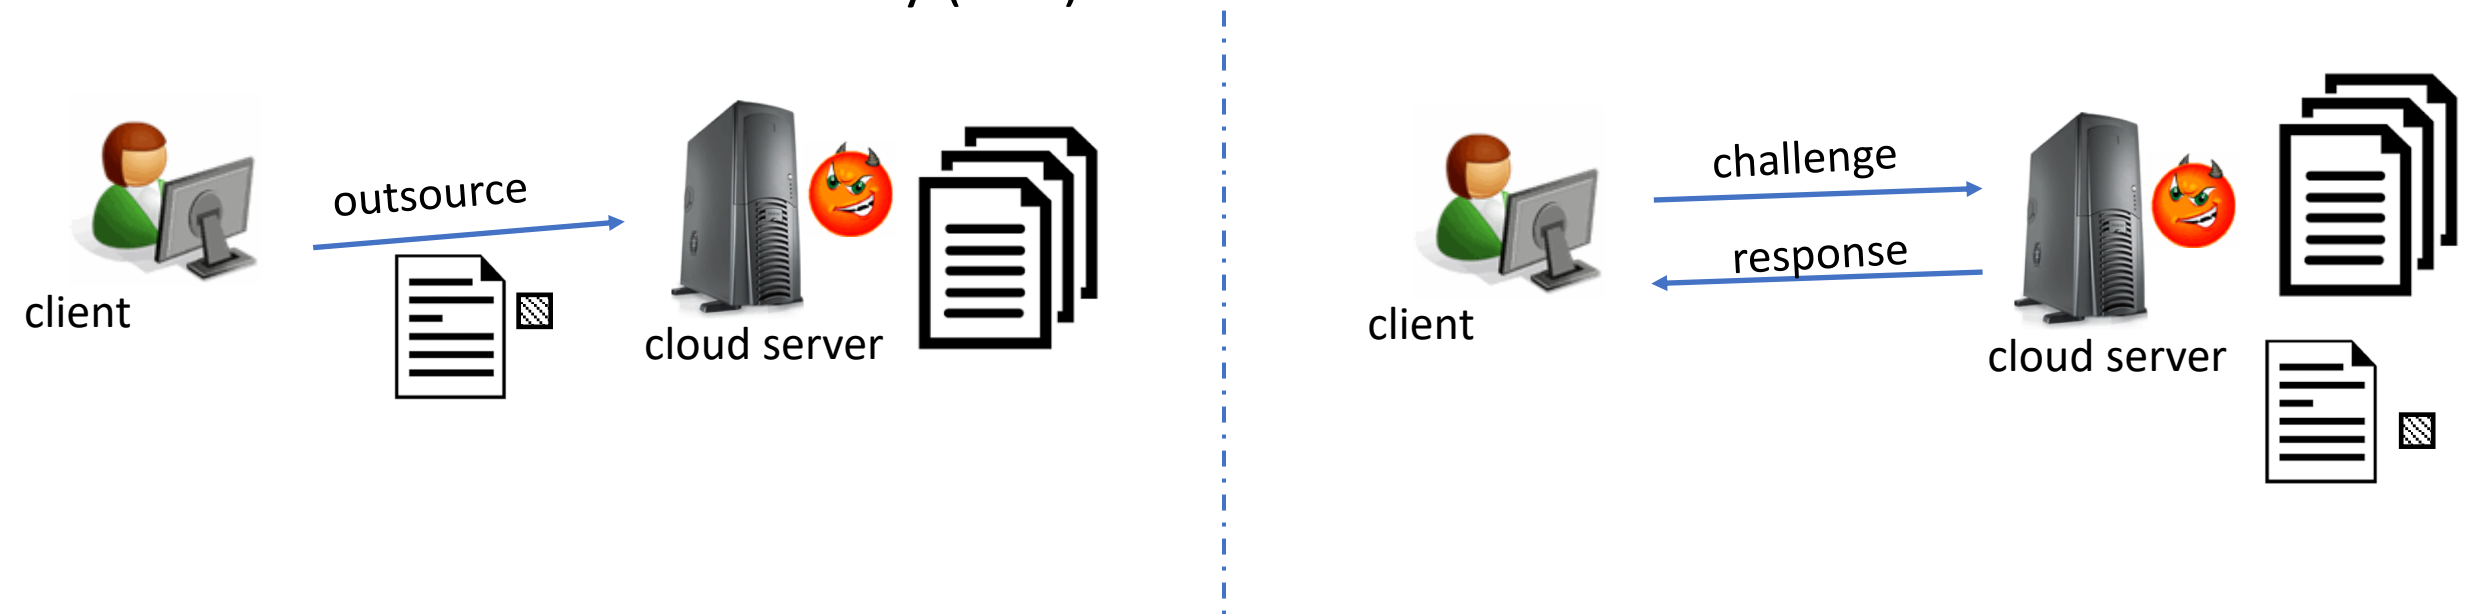 outsource
client
cloud server
challenge
response
client
cloud server